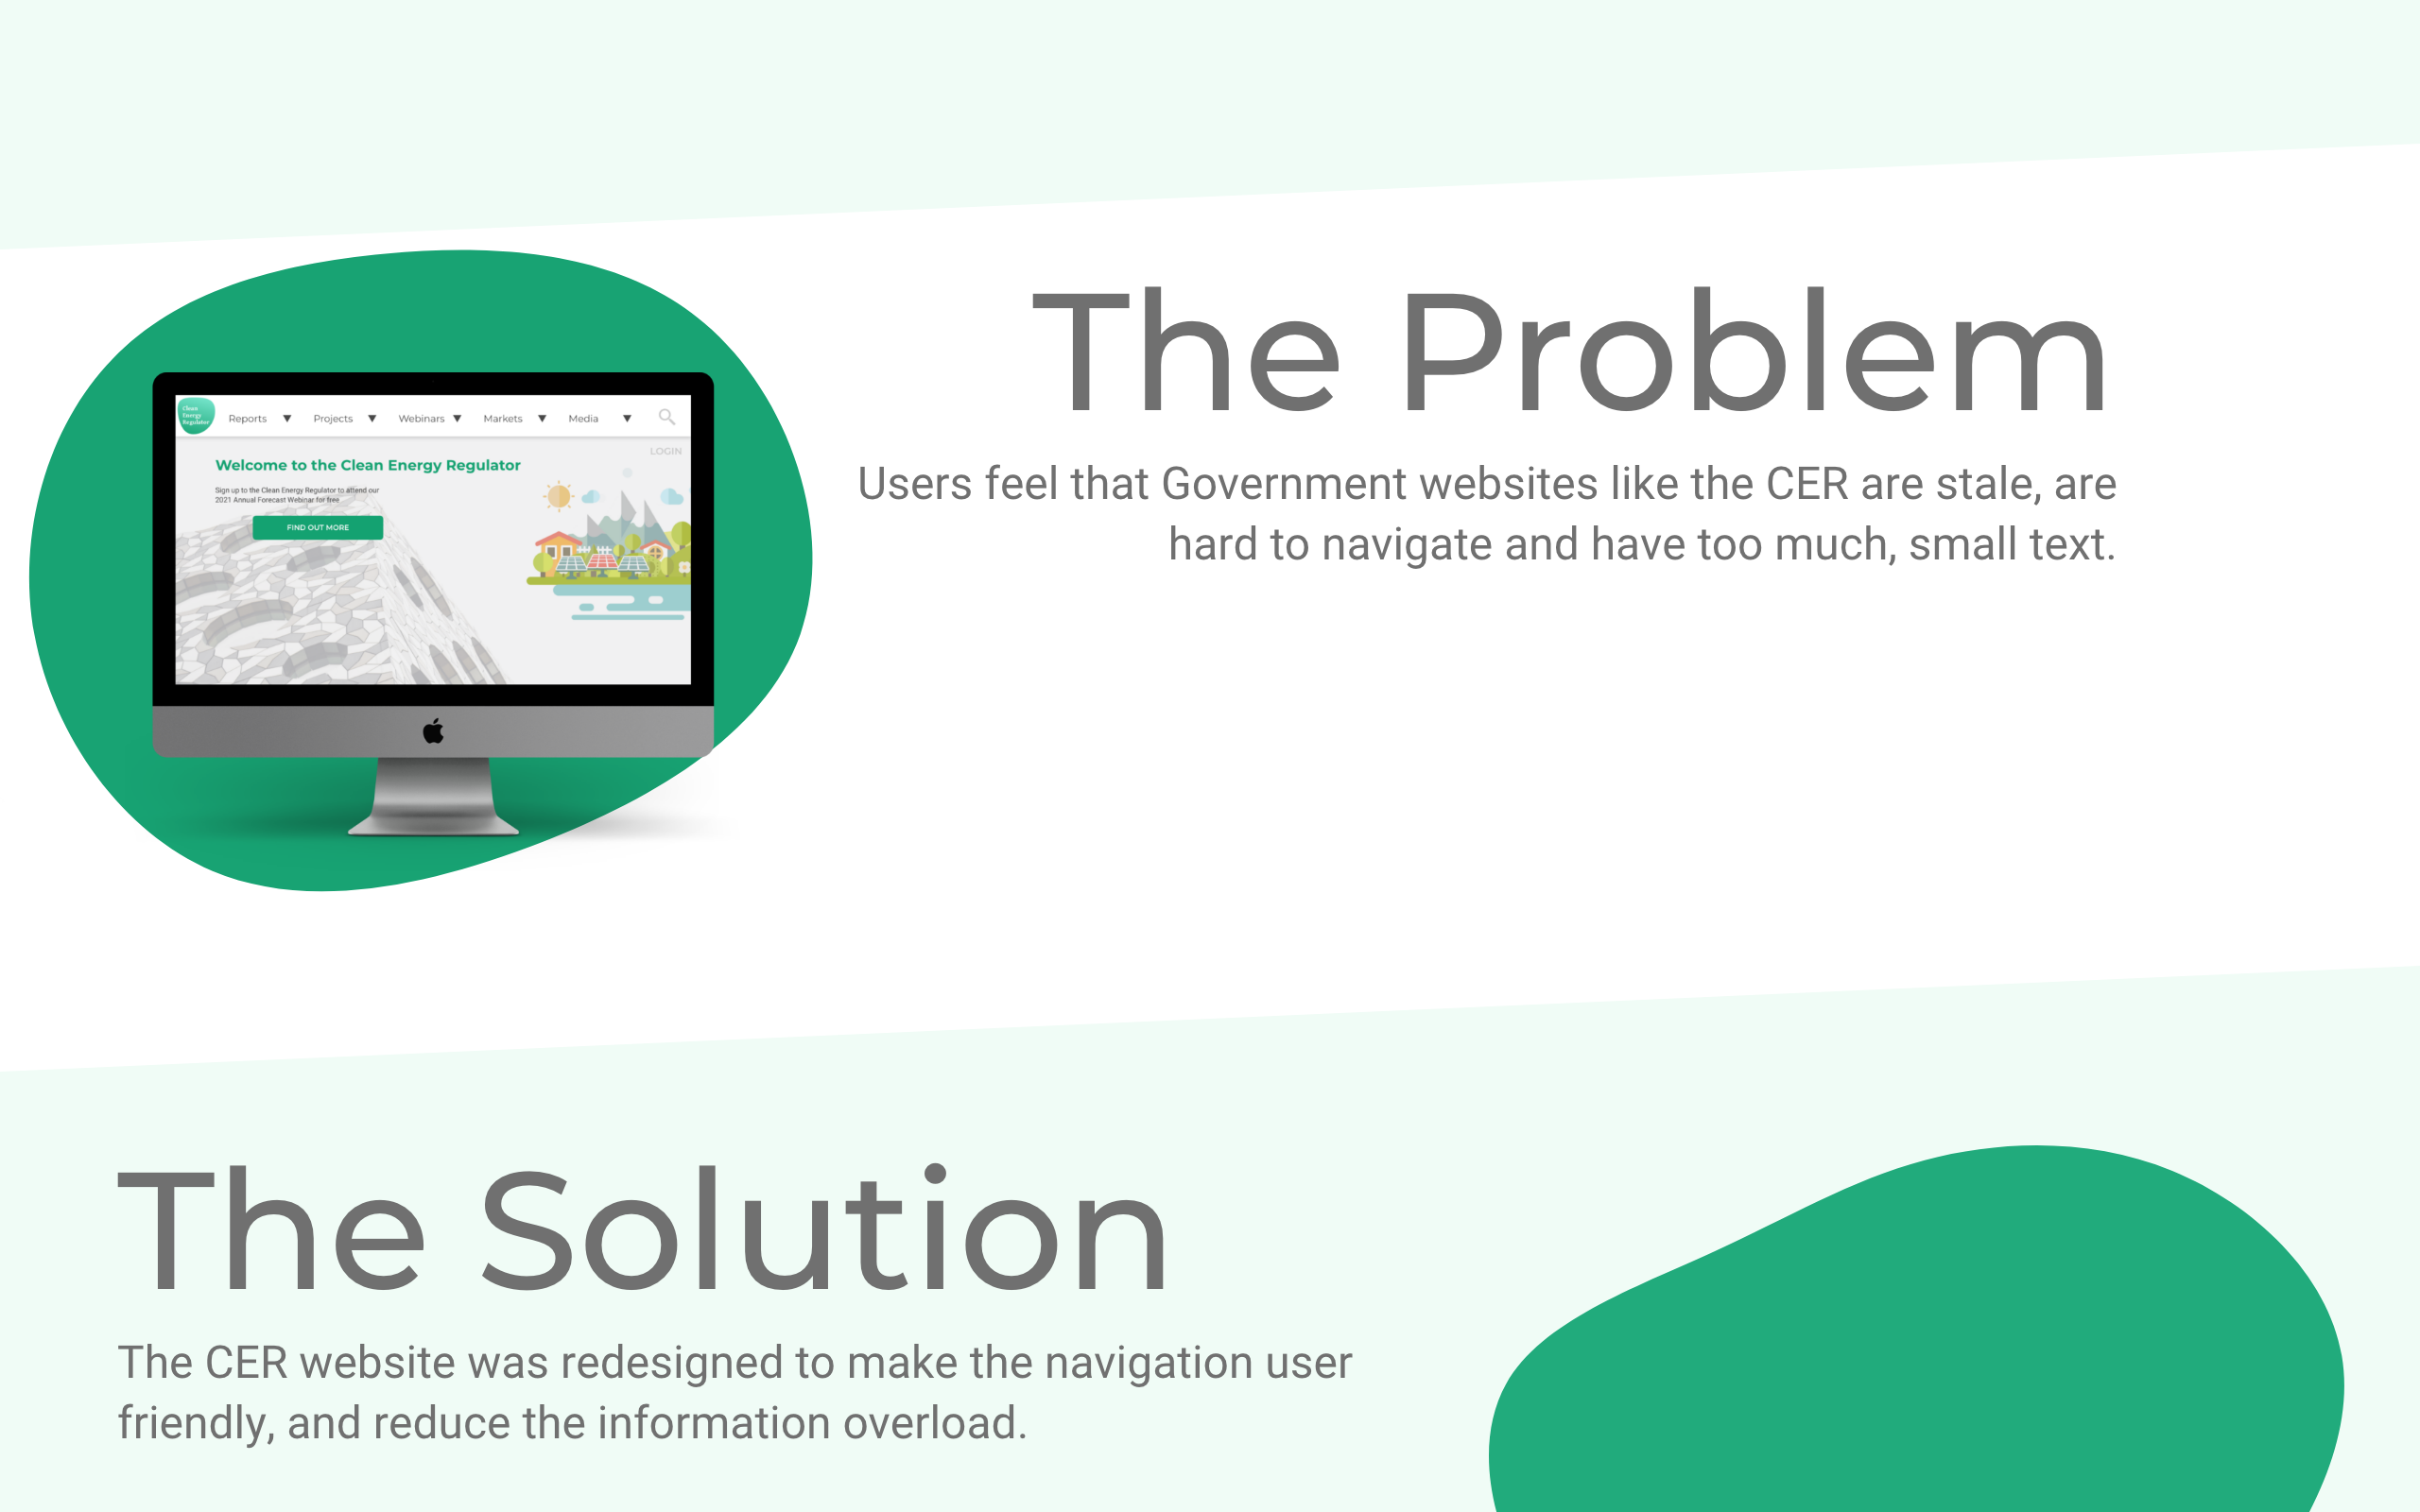 Clean
Energy
Regulator
Reports
Projects
Webinars
Markets
Media
LOGIN
Welcome to the Clean Energy Regulator
Sign up to the Clean Energy Regulator to attend our
2021 Annual Forecast Webinar for free
FIND OUT MORE
The Problem
Users feel that Government websites like the CER are stale, are
hard to navigate and have too much, small text.
The Solution
The CER website was redesigned to make the navigation user
friendly, and reduce the information overload.